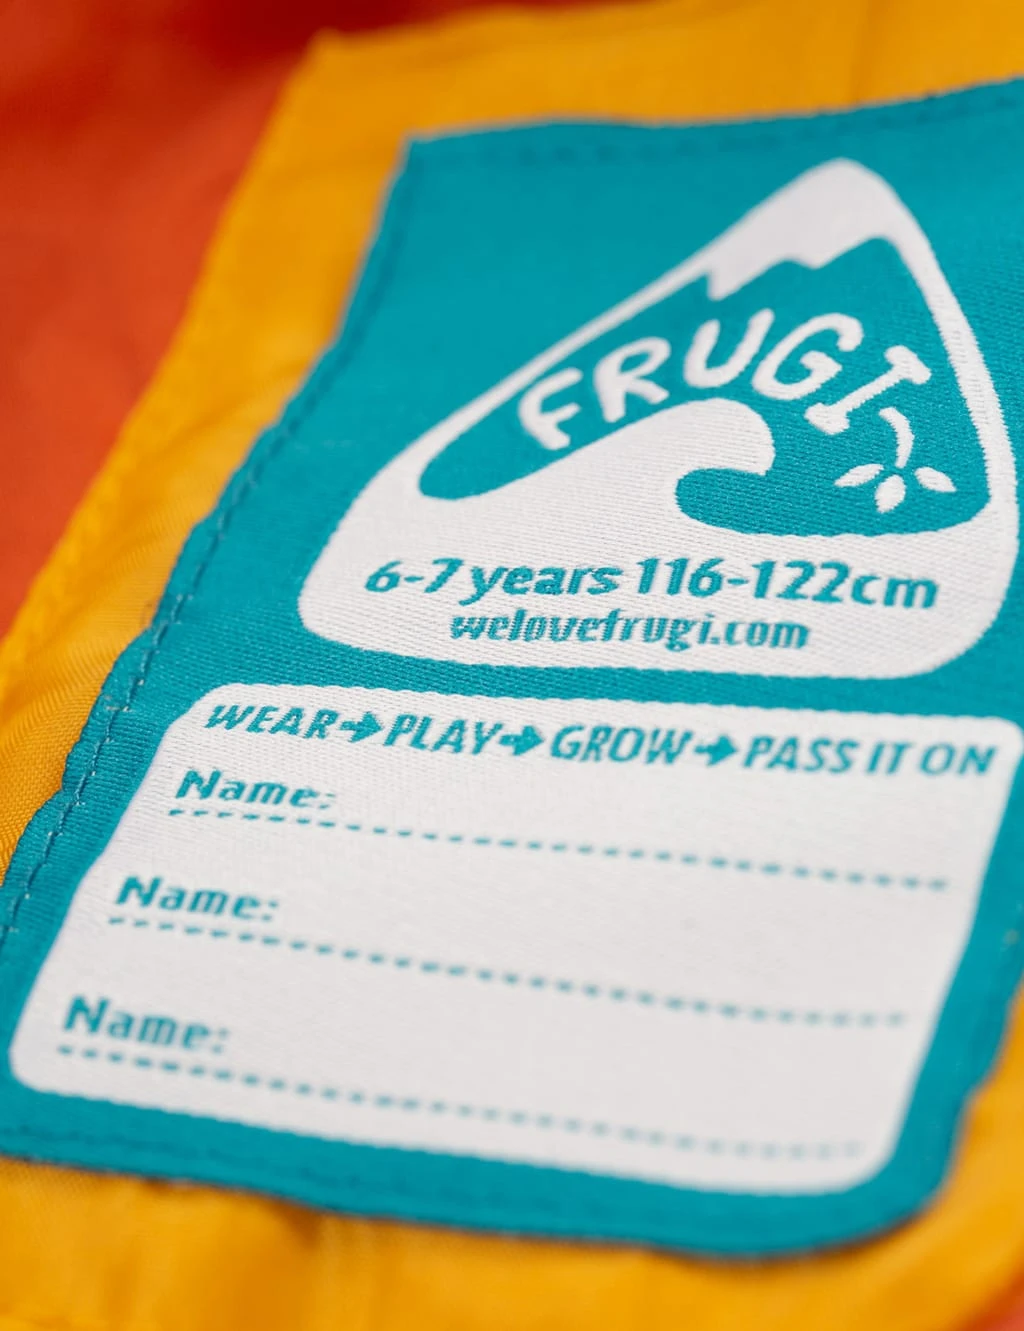 FRUGI
6-7 years 116-122cm
welovefrugi.com
WEAR➔PLAY➔GROW➔PASS IT ON
Name:
Name:
Name: